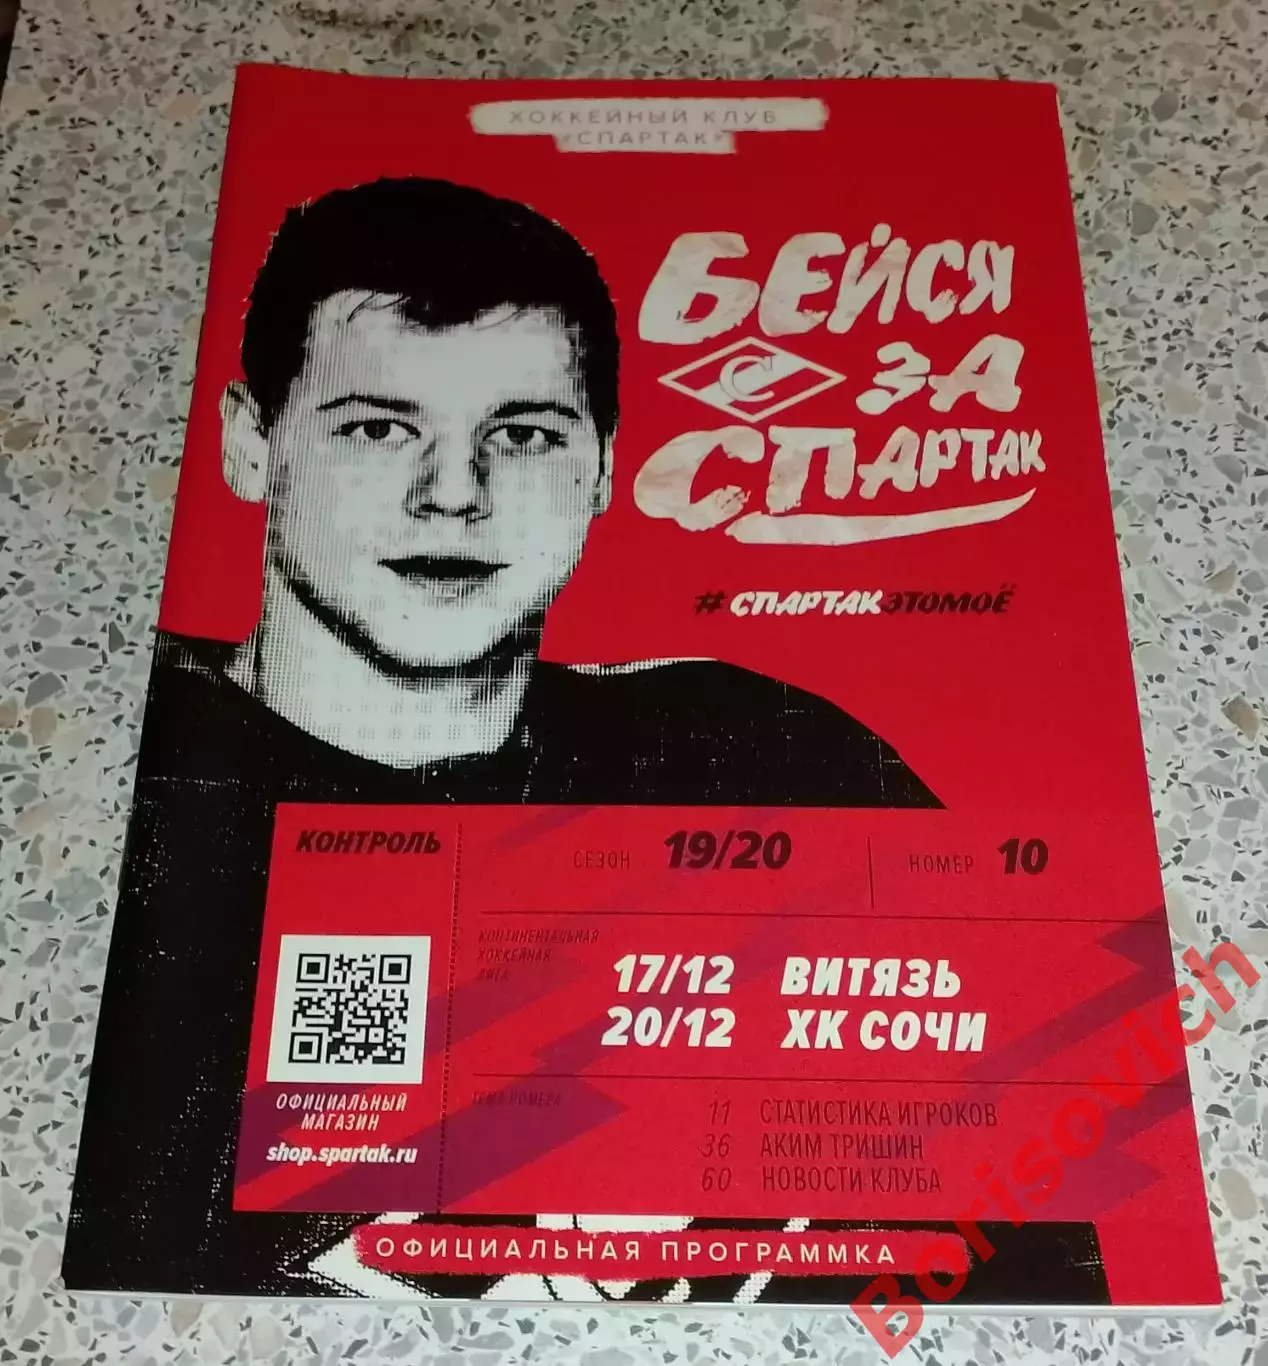 ХОККЕЙНЫЙ КЛУБ
"СПАРТАК"
БЕЙСЯ
ЗА
СПАРТАК
#СПАРТАКЭТОМОЁ
КОНТРОЛЬ
СЕЗОН 19/20
НОМЕР 10
КОНТИНЕНТАЛЬНАЯ
ХОККЕЙНАЯ
ЛИГА
17/12 ВИТЯЗЬ
20/12 ХК СОЧИ
ОФИЦИАЛЬНЫЙ
МАГАЗИН
shop.spartak.ru
ТЕМА НОМЕРА
11 СТАТИСТИКА ИГРОКОВ
36 АКИМ ТРИШИН
60 НОВОСТИ КЛУБА
ОФИЦИАЛЬНАЯ ПРОГРАММКА
Borisovich